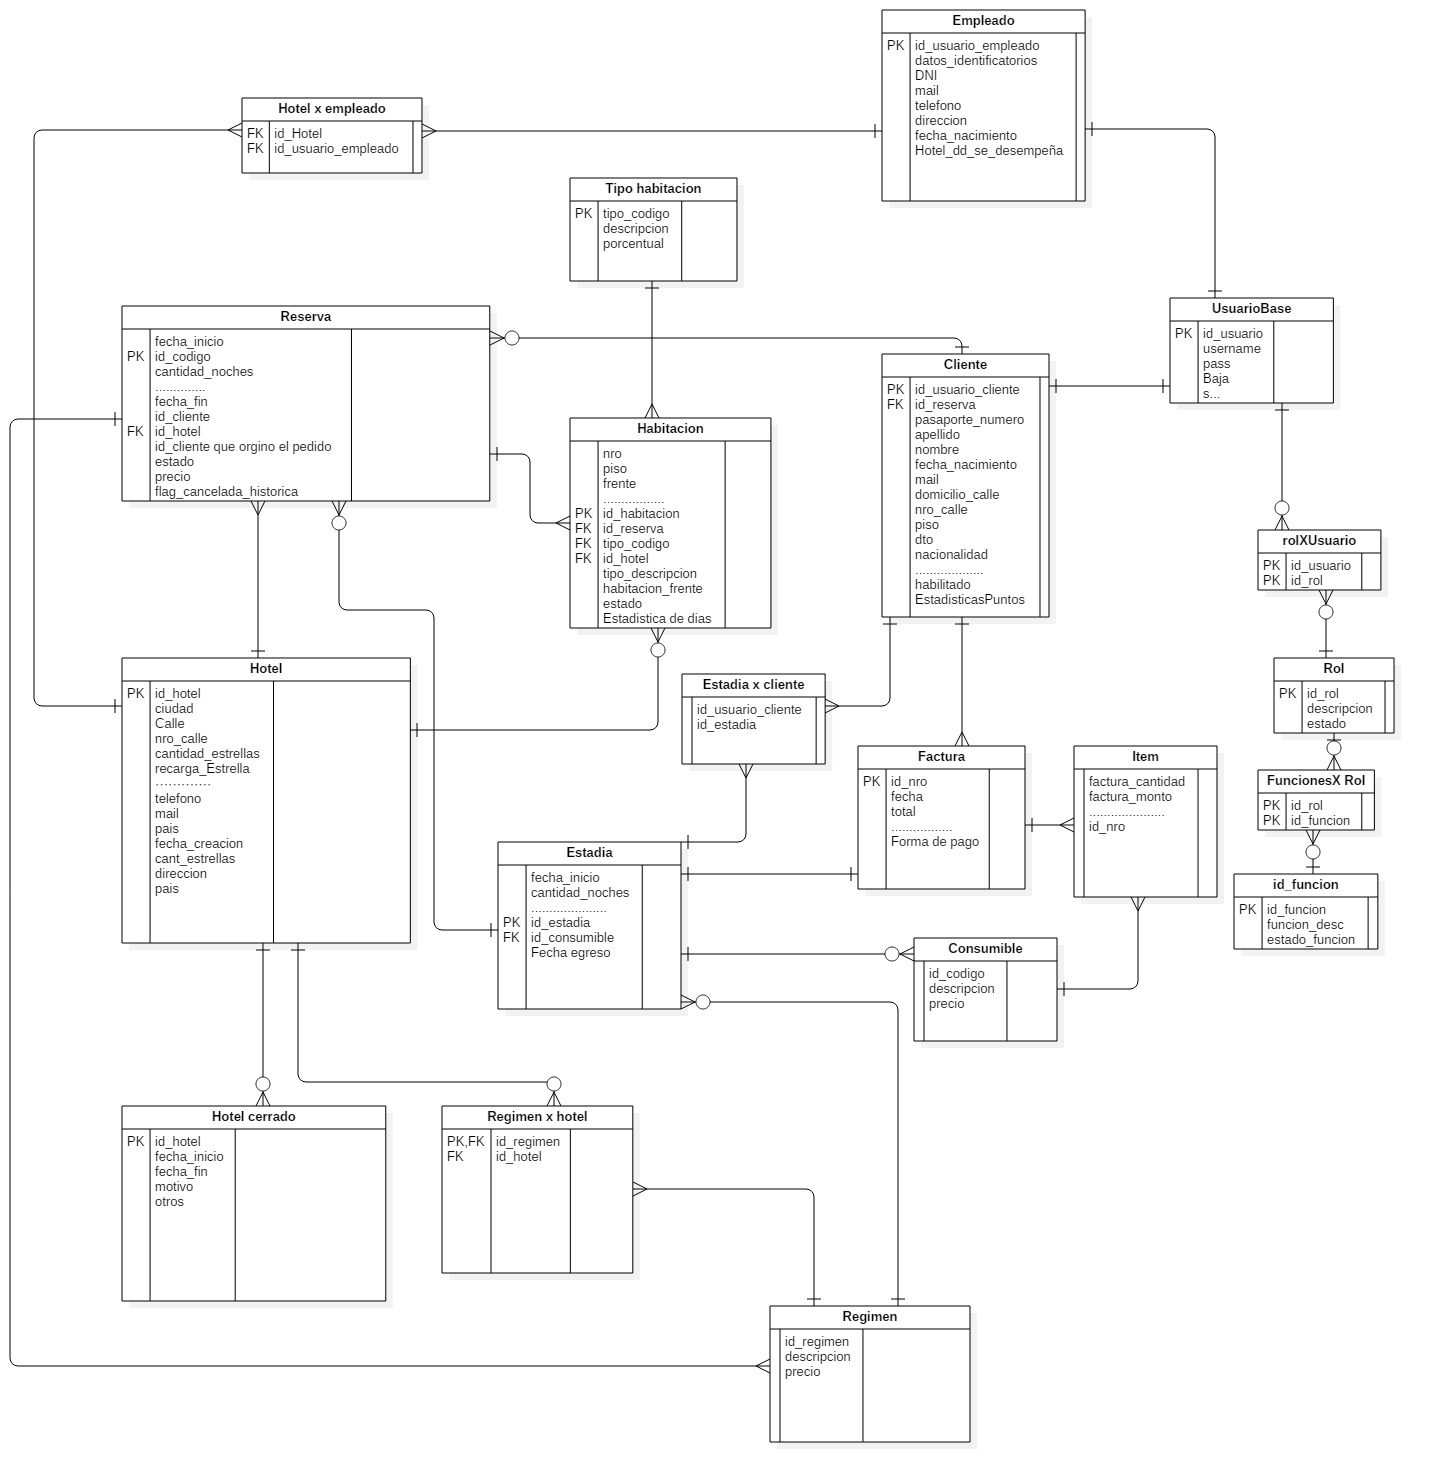 Empleado
PK id_usuario_empleado
datos_identificatorios
DNI
mail
telefono
direccion
fecha_nacimiento
Hotel_dd_se_desempeña
Hotel x empleado
FK id_Hotel
FK id_usuario_empleado
Tipo habitacion
PK tipo_codigo
descripcion
porcentual
UsuarioBase
PK id_usuario
username
pass
Baja
s...
Reserva
fecha_inicio
PK id_codigo
cantidad_noches
..............
fecha_fin
id_cliente
FK id_hotel
id_cliente que orgino el pedido
estado
precio
flag_cancelada_historica
Cliente
PK id_usuario_cliente
FK id_reserva
pasaporte_numero
apellido
nombre
fecha_nacimiento
mail
domicilio_calle
nro_calle
piso
dto
nacionalidad
...................
habilitado
EstadisticasPuntos
Habitacion
nro
piso
frente
.................
PK id_habitacion
FK id_reserva
FK tipo_codigo
FK id_hotel
tipo_descripcion
habitacion_frente
estado
Estadistica de dias
rolXUsuario
PK id_usuario
PK id_rol
Hotel
PK id_hotel
ciudad
Calle
nro_calle
cantidad_estrellas
recarga_Estrella
.............
telefono
mail
pais
fecha_creacion
cant_estrellas
direccion
pais
Estadia x cliente
id_usuario_cliente
id_estadia
Rol
PK id_rol
descripcion
estado
Factura
PK id_nro
fecha
total
.................
Forma de pago
Item
factura_cantidad
factura_monto
.....................
id_nro
FuncionesX Rol
PK id_rol
PK id_funcion
Estadia
fecha_inicio
cantidad_noches
.....................
PK id_estadia
FK id_consumible
Fecha egreso
id_funcion
PK id_funcion
funcion_desc
estado_funcion
Consumible
id_codigo
descripcion
precio
Hotel cerrado
PK id_hotel
fecha_inicio
fecha_fin
motivo
otros
Regimen x hotel
PK,FK id_regimen
FK id_hotel
Regimen
id_regimen
descripcion
precio